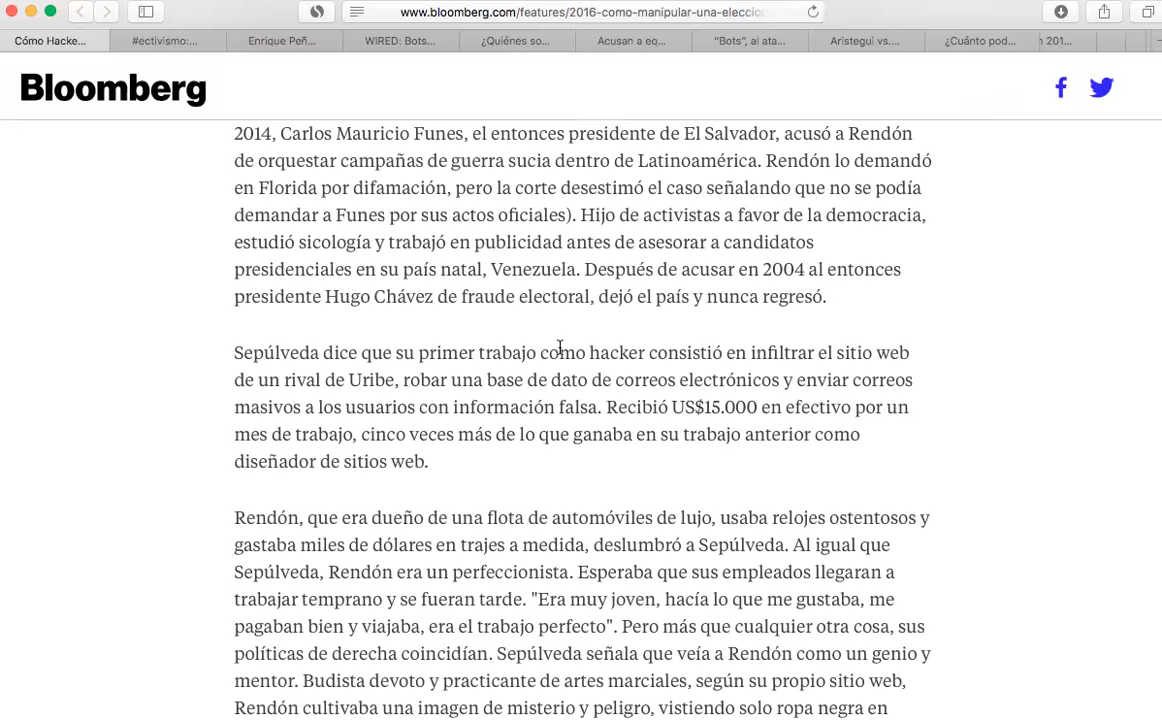 www.bloomberg.com/features/2016-como-manipular-una-eleccio
Cómo Hacke... #ectivismo:... Enrique Peñ... WIRED: Bots... ¿Quiénes so... Acusan a eq... "Bots", al ata... Aristegui vs.... ¿Cuánto pod... 201...
Bloomberg
2014, Carlos Mauricio Funes, el entonces presidente de El Salvador, acusó a Rendón
de orquestar campañas de guerra sucia dentro de Latinoamérica. Rendón lo demandó
en Florida por difamación, pero la corte desestimó el caso señalando que no se podía
demandar a Funes por sus actos oficiales). Hijo de activistas a favor de la democracia,
estudió sicología y trabajó en publicidad antes de asesorar a candidatos
presidenciales en su país natal, Venezuela. Después de acusar en 2004 al entonces
presidente Hugo Chávez de fraude electoral, dejó el país y nunca regresó.
Sepúlveda dice que su primer trabajo como hacker consistió en infiltrar el sitio web
de un rival de Uribe, robar una base de dato de correos electrónicos y enviar correos
masivos a los usuarios con información falsa. Recibió US$15.000 en efectivo por un
mes de trabajo, cinco veces más de lo que ganaba en su trabajo anterior como
diseñador de sitios web.
Rendón, que era dueño de una flota de automóviles de lujo, usaba relojes ostentosos y
gastaba miles de dólares en trajes a medida, deslumbró a Sepúlveda. Al igual que
Sepúlveda, Rendón era un perfeccionista. Esperaba que sus empleados llegaran a
trabajar temprano y se fueran tarde. "Era muy joven, hacía lo que me gustaba, me
pagaban bien y viajaba, era el trabajo perfecto". Pero más que cualquier otra cosa, sus
políticas de derecha coincidían. Sepúlveda señala que veía a Rendón como un genio y
mentor. Budista devoto y practicante de artes marciales, según su propio sitio web,
Rendón cultivaba una imagen de misterio y peligro, vistiendo solo ropa negra en